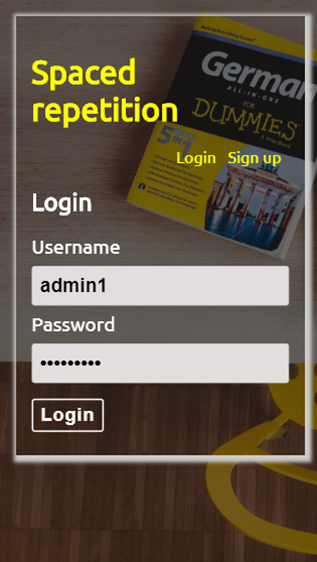 Spaced
repetition
Login Sign up
Login
Username
admin1
Password
•••••••••
Login
German
ALL-IN-ONE
FOR
DUMMIES
5 IN 1